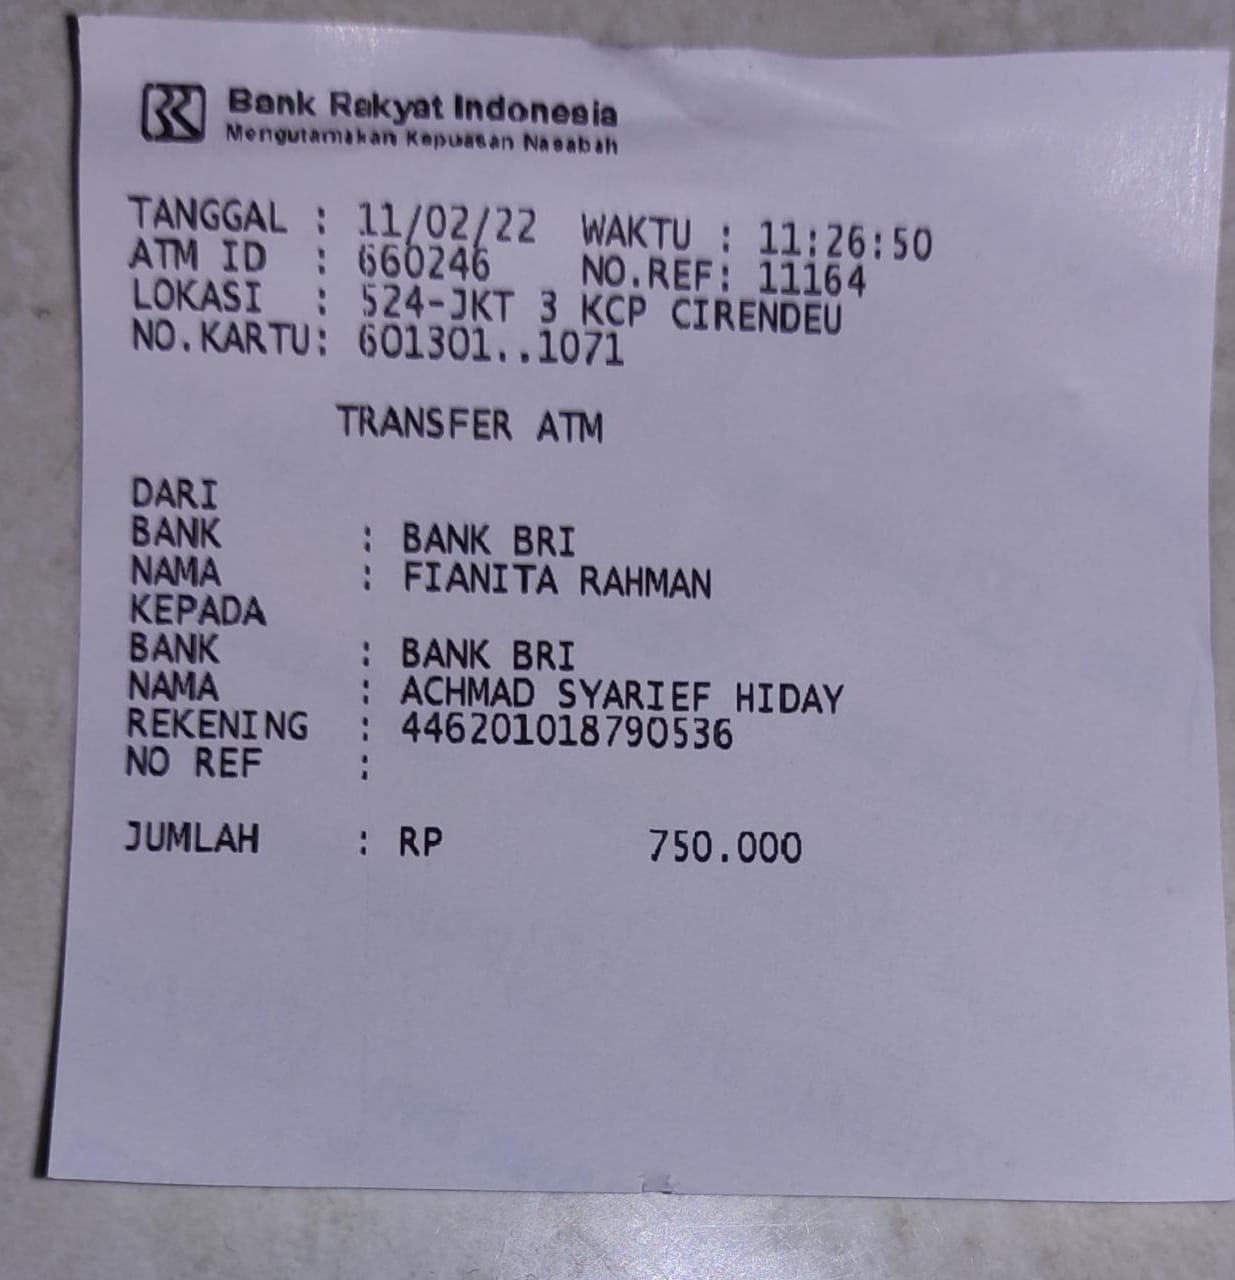 Bank Rakyat Indonesia
Mengutamakan Kepuasan Nasabah
TANGGAL : 11/02/22 WAKTU : 11:26:50
ATM ID : 660246 NO.REF: 11164
LOKASI : 524-JKT 3 KCP CIRENDEU
NO.KARTU: 601301..1071
TRANSFER ATM
DARI
BANK : BANK BRI
NAMA : FIANITA RAHMAN
KEPADA
BANK : BANK BRI
NAMA : ACHMAD SYARIEF HIDAY
REKENING : 446201018790536
NO REF :
JUMLAH : RP 750.000